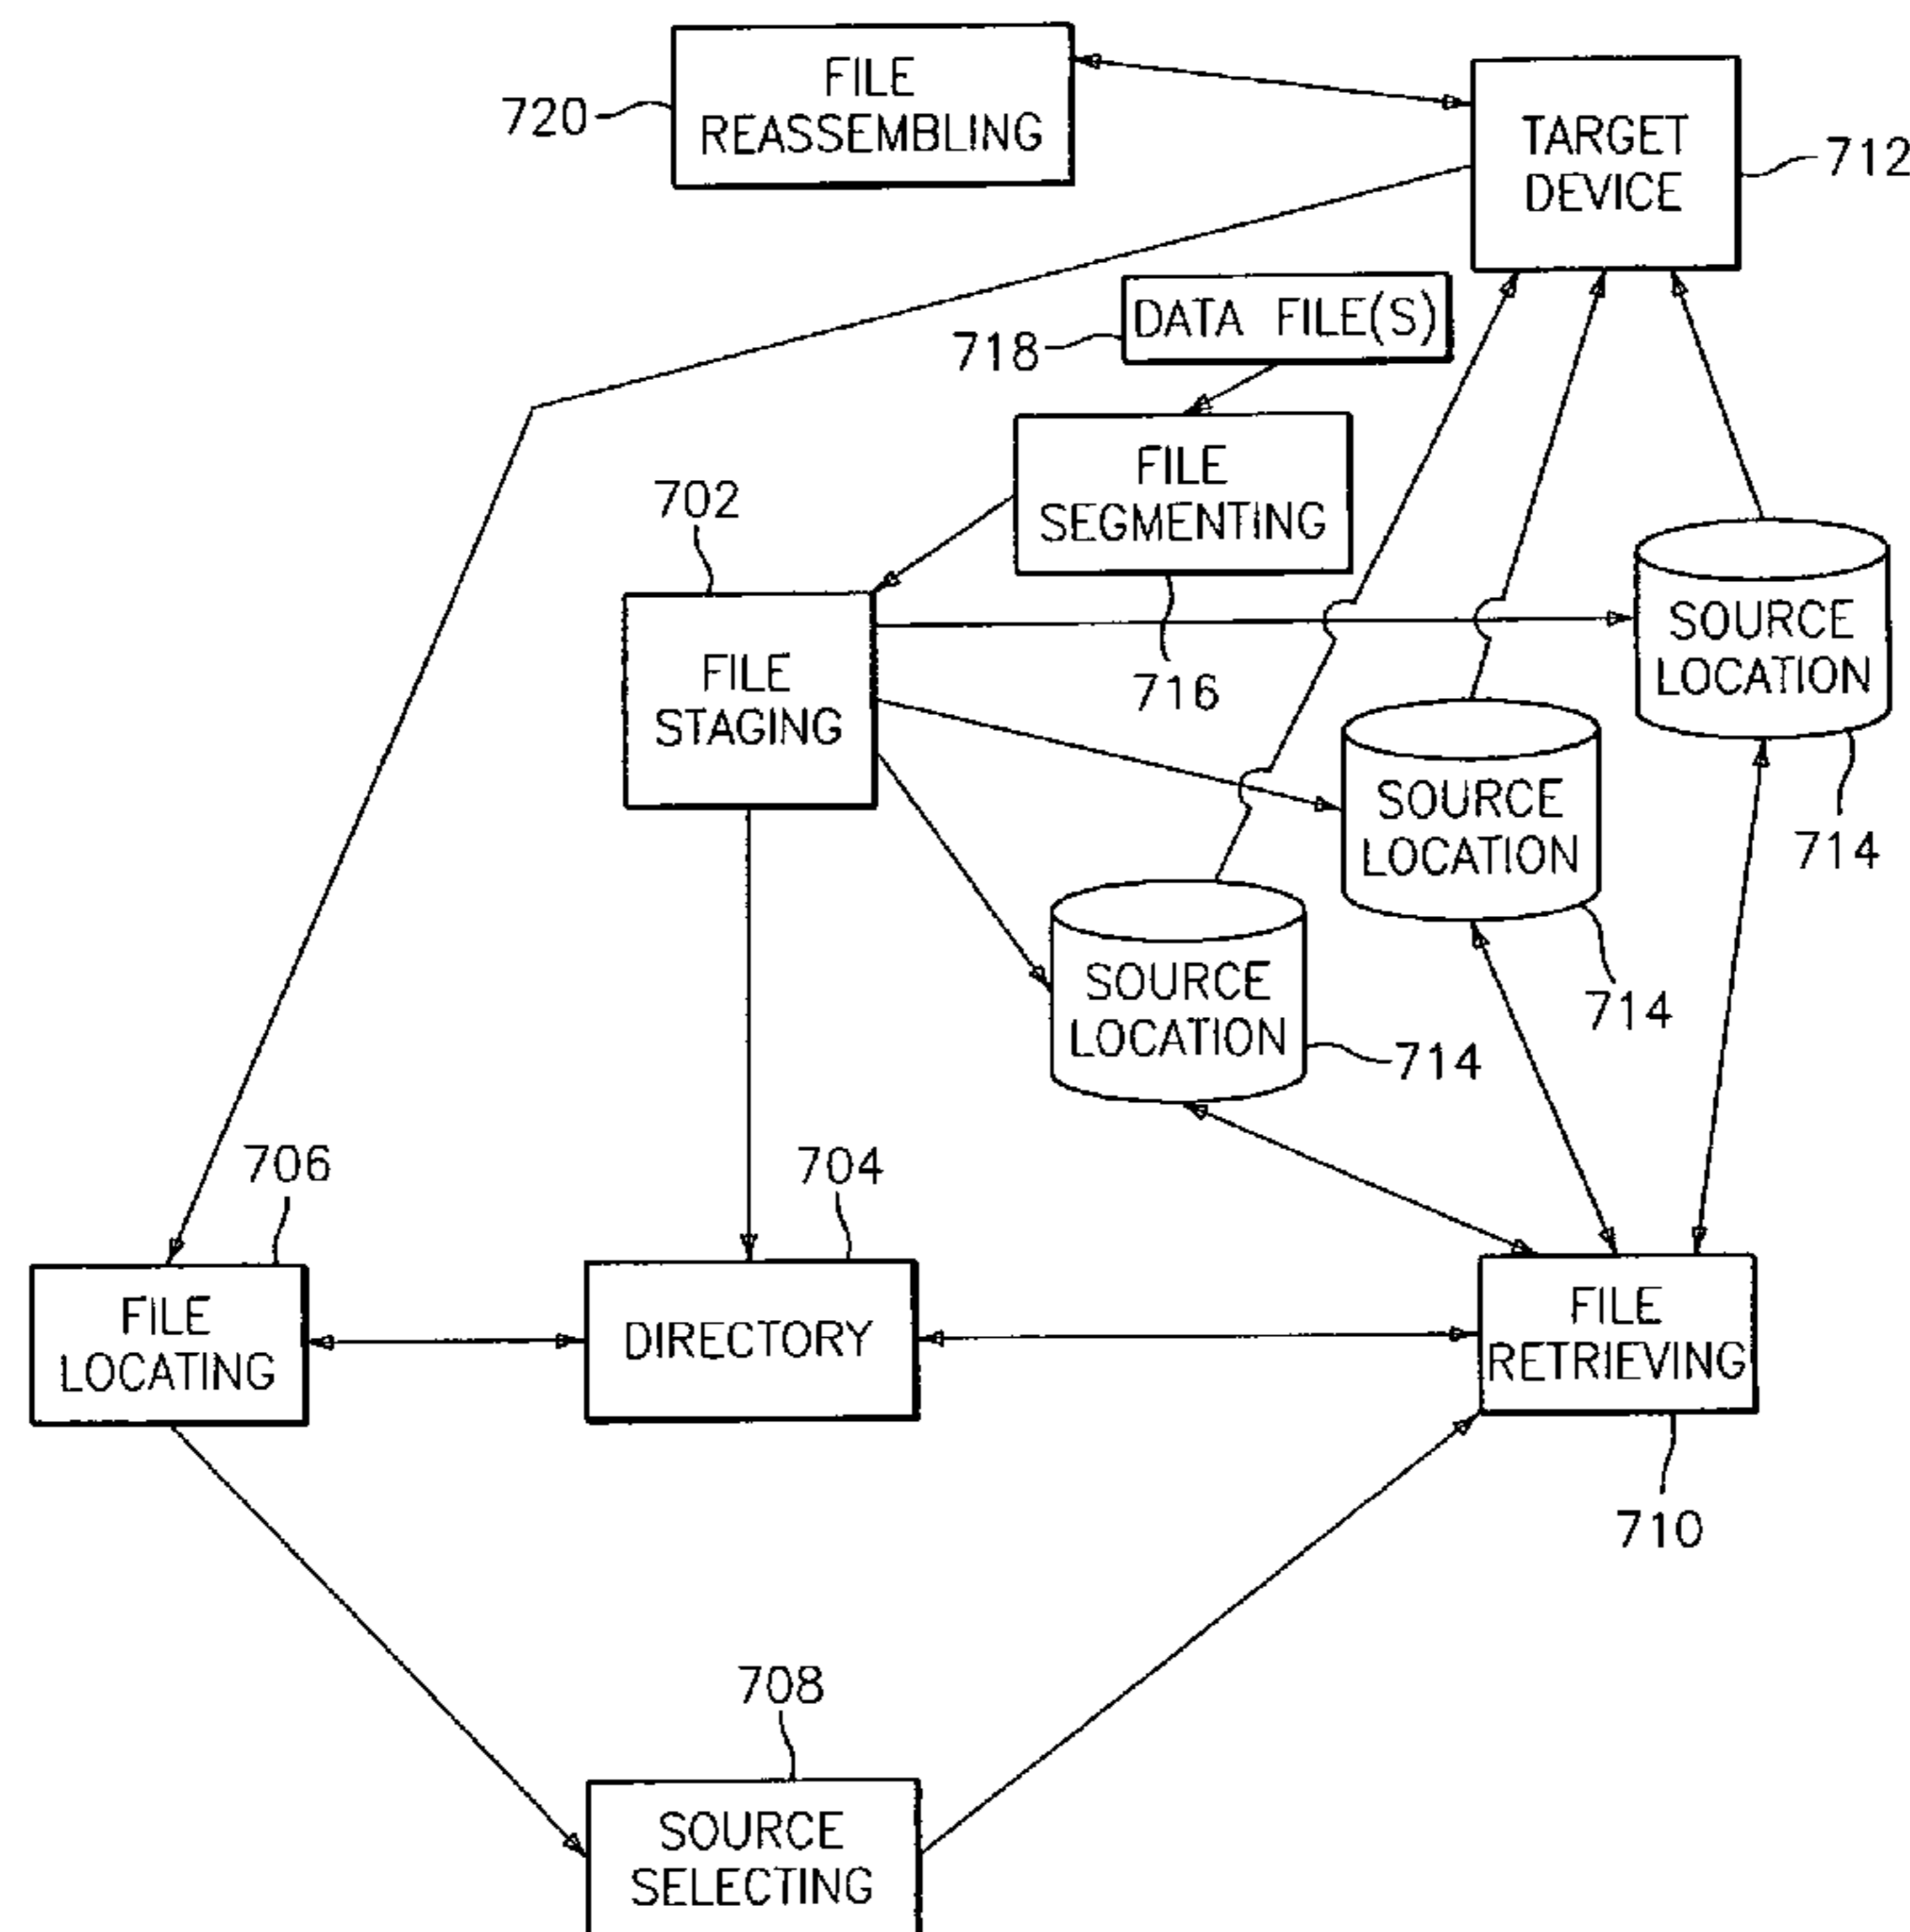 FILE
REASSEMBLING
720
TARGET
DEVICE
712
DATA FILE(S)
718
FILE
SEGMENTING
716
702
FILE
STAGING
SOURCE
LOCATION
714
SOURCE
LOCATION
714
SOURCE
LOCATION
714
706
FILE
LOCATING
704
DIRECTORY
FILE
RETRIEVING
710
708
SOURCE
SELECTING